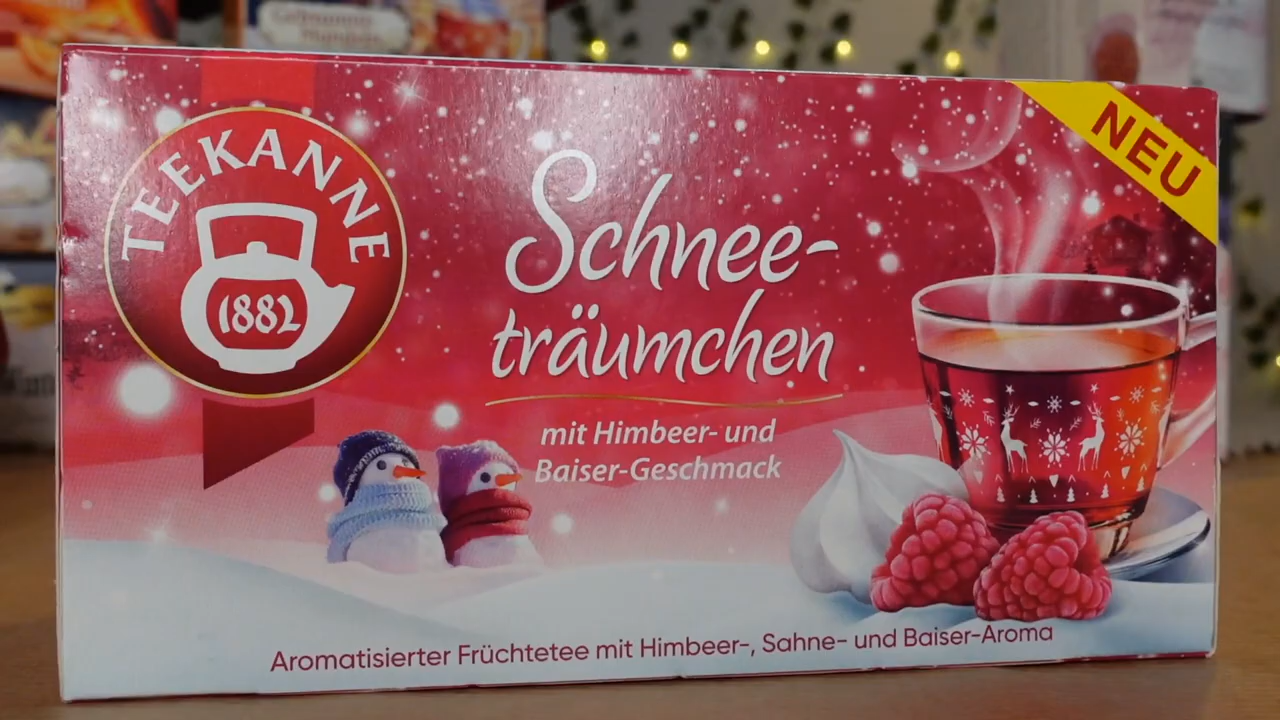 TEEKANNE
1882
Schnee-
träumchen
mit Himbeer- und
Baiser-Geschmack
NEU
Aromatisierter Früchtetee mit Himbeer-, Sahne- und Baiser-Aroma